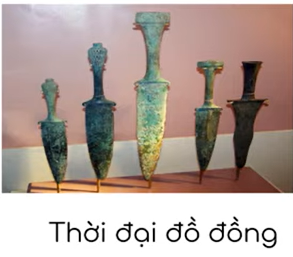 Thời đại đồ đồng